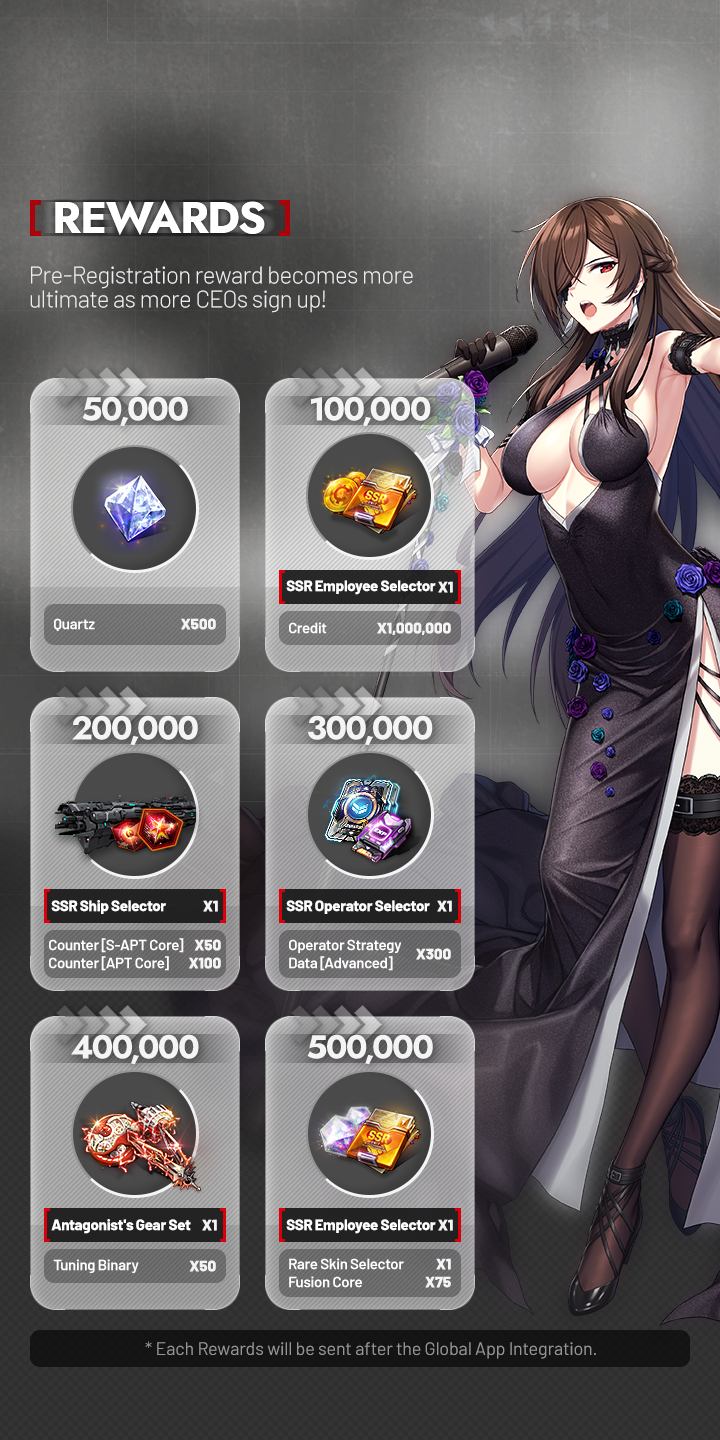 REWARDS
Pre-Registration reward becomes more
ultimate as more CEOs sign up!
50,000
Quartz X500
100,000
SSR
SSR Employee Selector X1
Credit X1,000,000
200,000
SSR Ship Selector X1
Counter [S-APT Core] X50
Counter [APT Core] X100
300,000
SSR Operator Selector X1
Operator Strategy
Data [Advanced] X300
400,000
Antagonist's Gear Set X1
Tuning Binary X50
500,000
SSR
SSR Employee Selector X1
Rare Skin Selector X1
Fusion Core X75
* Each Rewards will be sent after the Global App Integration.